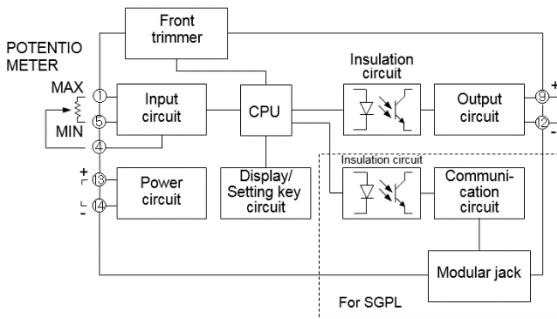 Front
trimmer
POTENTIO
METER
MAX
MIN
①
⑤
④
Input
circuit
CPU
Insulation
circuit
Output
circuit
⑨
+
⑫
-
+
⑬
⑭
-
Power
circuit
Display/
Setting key
circuit
Insulation circuit
Communi-
cation
circuit
Modular jack
For SGPL